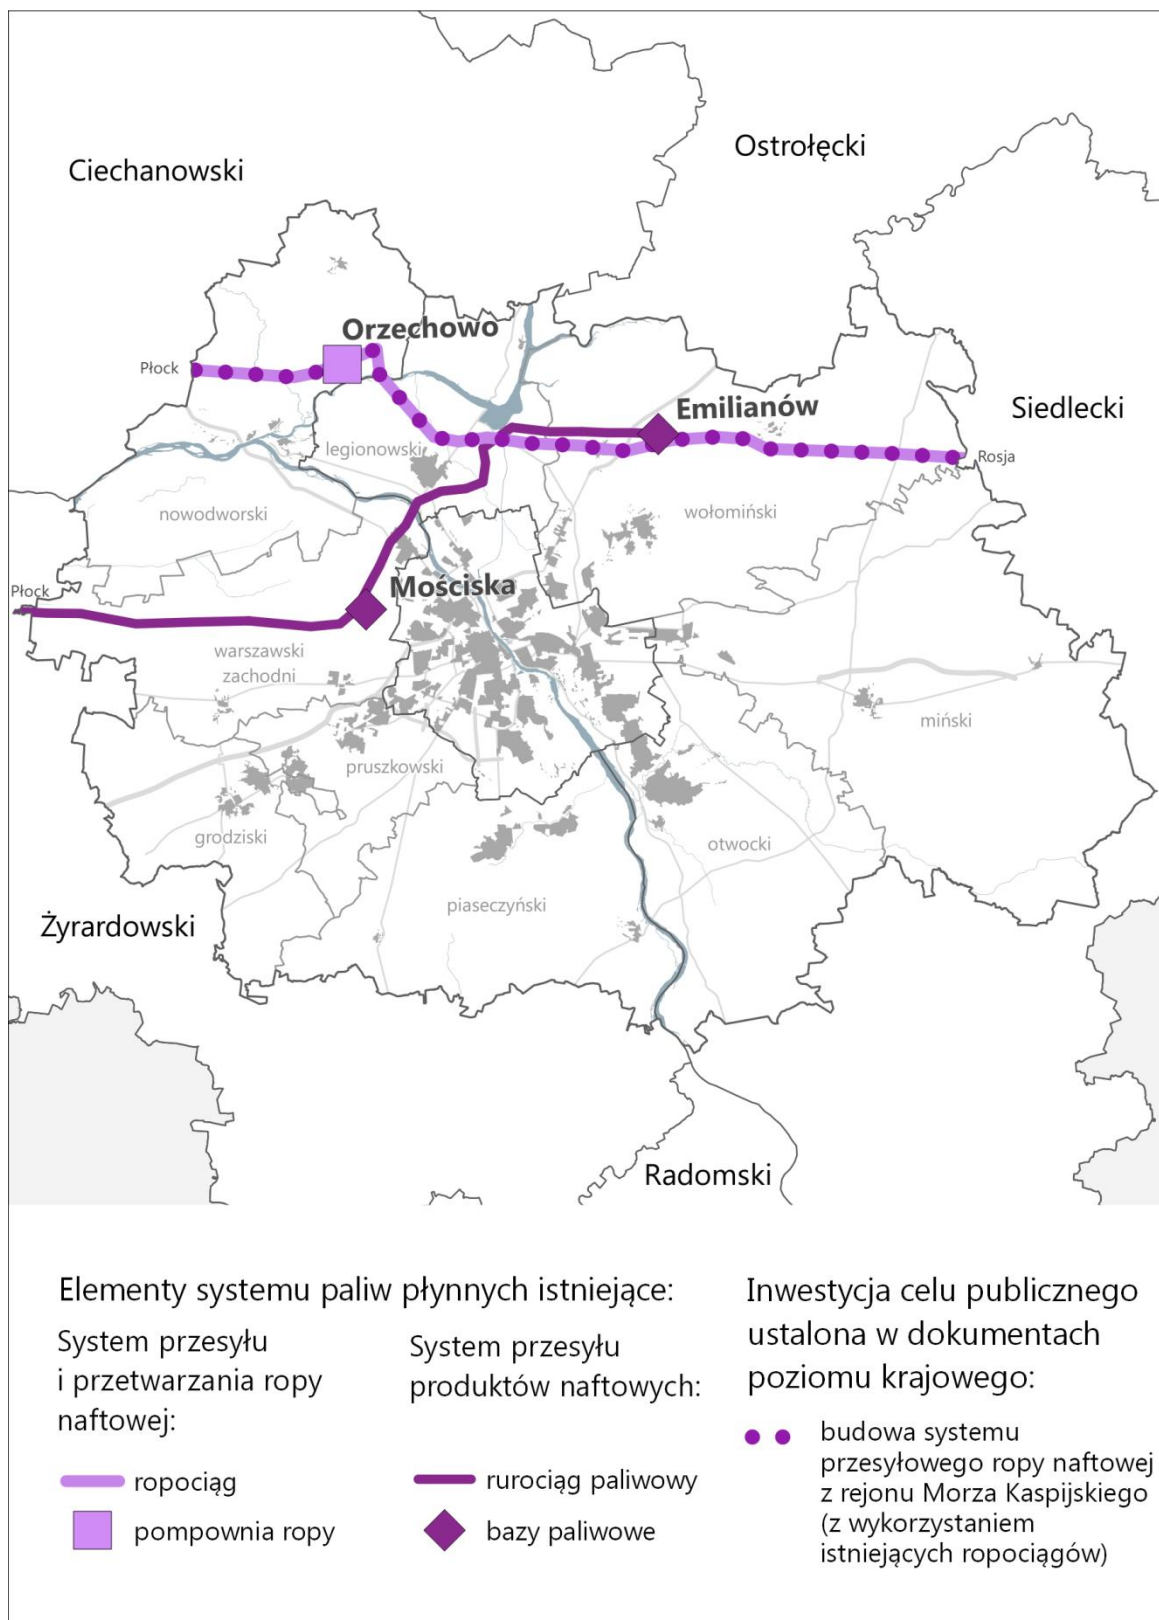 Ciechanowski
Ostrołęcki
Orzechowo
Płock
Emilianów
Siedlecki
legionowski
Rosja
nowodworski
wołomiński
Mościska
Płock
warszawski
zachodni
miński
pruszkowski
grodziski
otwocki
piaseczyński
Żyrardowski
Radomski
Elementy systemu paliw płynnych istniejące:
System przesyłu
i przetwarzania ropy
naftowej:
ropociąg
pompownia ropy
System przesyłu
produktów naftowych:
rurociąg paliwowy
bazy paliwowe
Inwestycja celu publicznego
ustalona w dokumentach
poziomu krajowego:
budowa systemu
przesyłowego ropy naftowej
z rejonu Morza Kaspijskiego
(z wykorzystaniem
istniejących ropociągów)